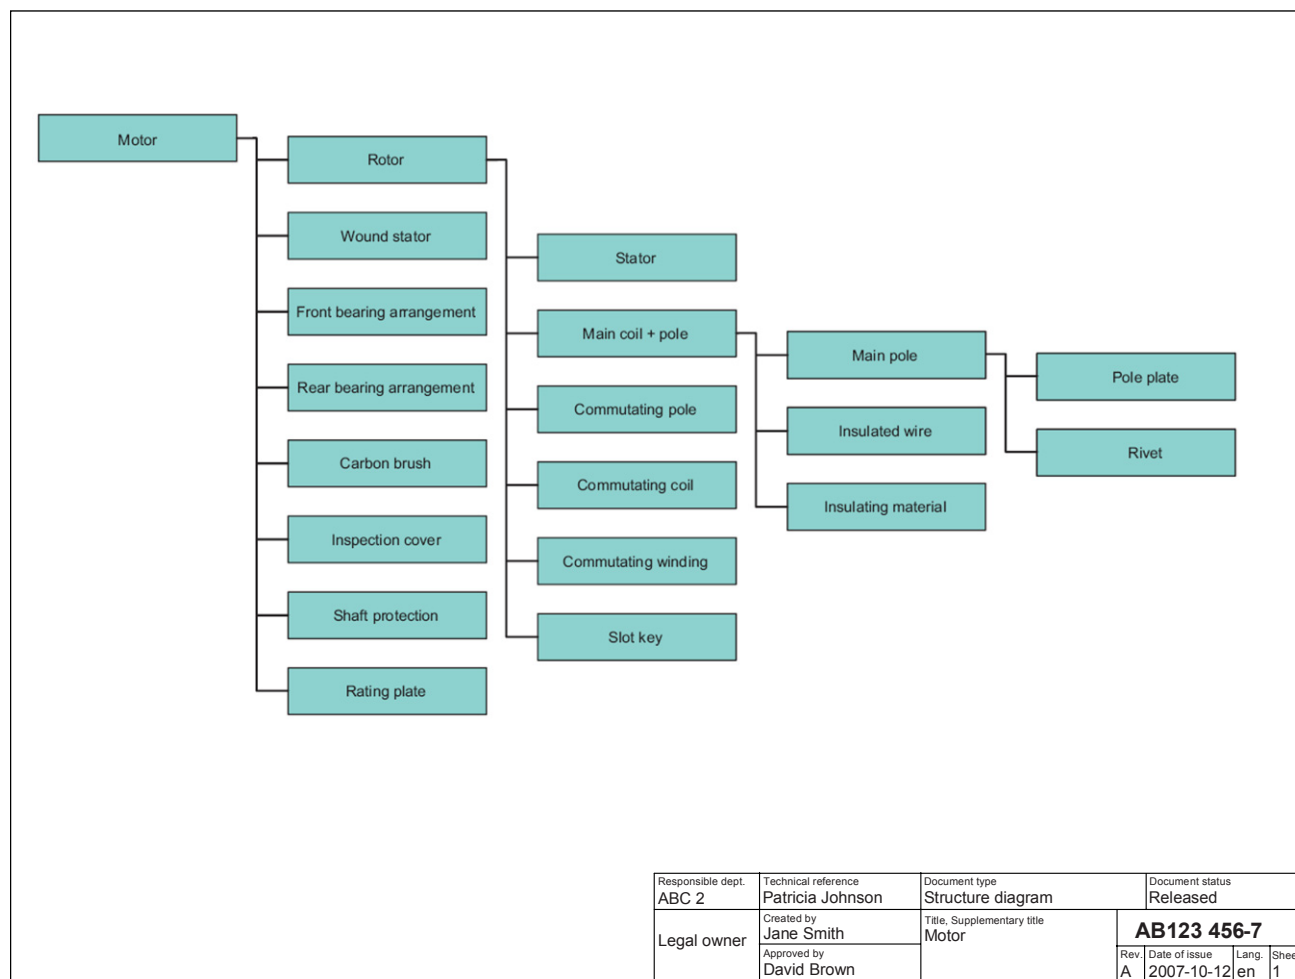 Motor
Rotor
Wound stator
Stator
Front bearing arrangement
Main coil + pole
Main pole
Pole plate
Rear bearing arrangement
Commutating pole
Insulated wire
Rivet
Carbon brush
Commutating coil
Insulating material
Inspection cover
Commutating winding
Shaft protection
Slot key
Rating plate
Responsible dept.
ABC 2
Technical reference
Patricia Johnson
Document type
Structure diagram
Document status
Released
Legal owner
Created by
Jane Smith
Approved by
David Brown
Title, Supplementary title
Motor
AB123 456-7
Rev.
A
Date of issue
2007-10-12
Lang.
en
Shee
1